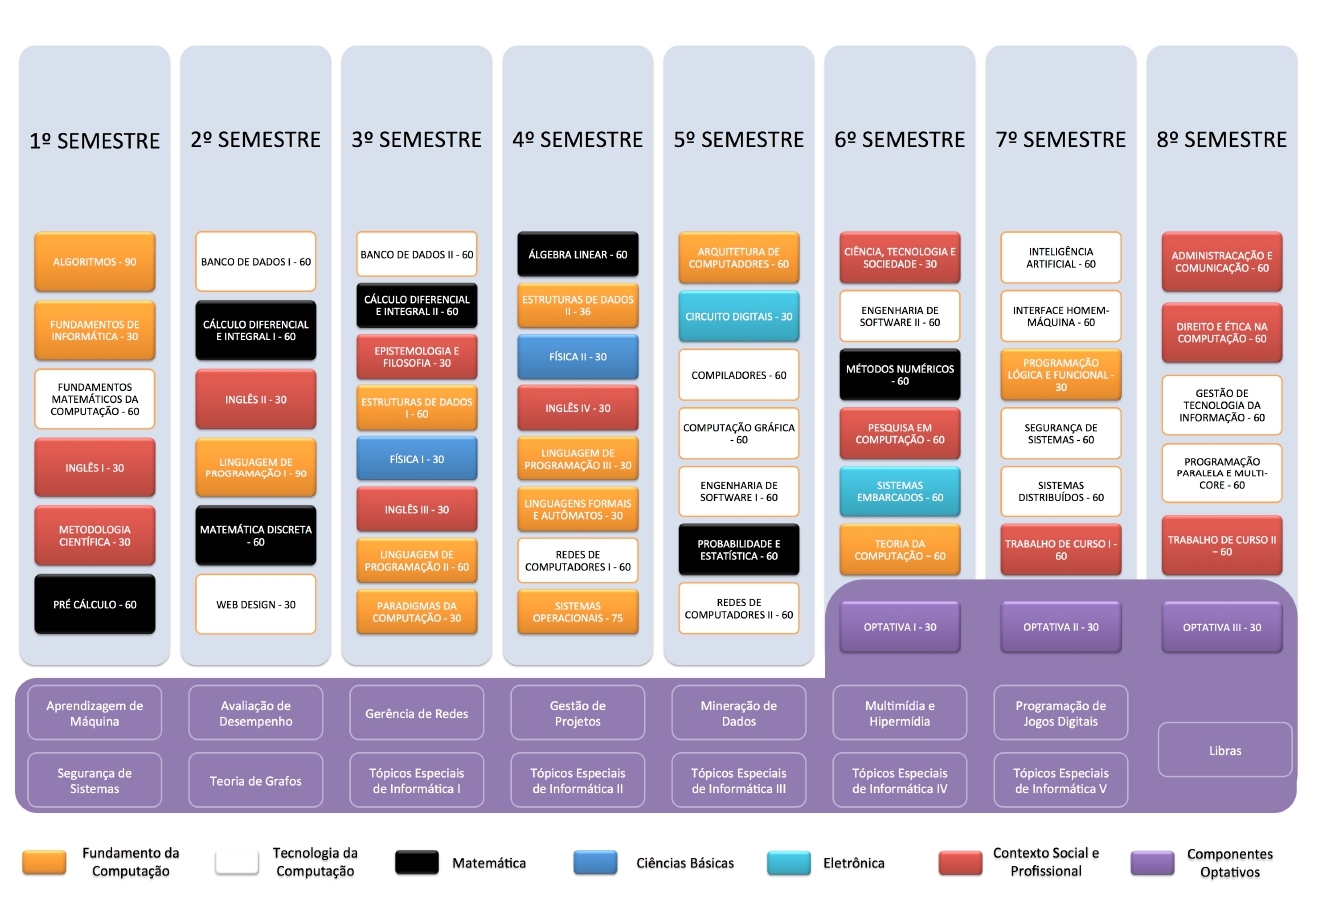 1º SEMESTRE
ALGORITMOS - 90
FUNDAMENTOS DE
INFORMÁTICA - 30
FUNDAMENTOS
MATEMÁTICOS DA
COMPUTAÇÃO - 60
INGLÊS I - 30
METODOLOGIA
CIENTÍFICA - 30
PRÉ CÁLCULO - 60
2º SEMESTRE
BANCO DE DADOS I - 60
CÁLCULO DIFERENCIAL
E INTEGRAL I - 60
INGLÊS II - 30
LINGUAGEM DE
PROGRAMAÇÃO I - 90
MATEMÁTICA DISCRETA
- 60
WEB DESIGN - 30
3º SEMESTRE
BANCO DE DADOS II - 60
CÁLCULO DIFERENCIAL
E INTEGRAL II - 60
EPISTEMOLOGIA E
FILOSOFIA - 30
ESTRUTURAS DE DADOS
I - 60
FÍSICA I - 30
INGLÊS III - 30
LINGUAGEM DE
PROGRAMAÇÃO II - 60
PARADIGMAS DA
COMPUTAÇÃO - 30
4º SEMESTRE
ÁLGEBRA LINEAR - 60
ESTRUTURAS DE DADOS
II - 36
FÍSICA II - 30
INGLÊS IV - 30
LINGUAGEM DE
PROGRAMAÇÃO III - 30
LINGUAGENS FORMAIS
E AUTÔMATOS - 30
REDES DE
COMPUTADORES I - 60
SISTEMAS
OPERACIONAIS - 75
5º SEMESTRE
ARQUITETURA DE
COMPUTADORES - 60
CIRCUITO DIGITAIS - 30
COMPILADORES - 60
COMPUTAÇÃO GRÁFICA
- 60
ENGENHARIA DE
SOFTWARE I - 60
PROBABILIDADE E
ESTATÍSTICA - 60
REDES DE
COMPUTADORES II - 60
6º SEMESTRE
CIÊNCIA, TECNOLOGIA E
SOCIEDADE - 30
ENGENHARIA DE
SOFTWARE II - 60
MÉTODOS NUMÉRICOS
- 60
PESQUISA EM
COMPUTAÇÃO - 60
SISTEMAS
EMBARCADOS - 60
TEORIA DA
COMPUTAÇÃO – 60
OPTATIVA I - 30
7º SEMESTRE
INTELIGÊNCIA
ARTIFICIAL - 60
INTERFACE HOMEM-
MÁQUINA - 60
PROGRAMAÇÃO
LÓGICA E FUNCIONAL -
30
SEGURANÇA DE
SISTEMAS - 60
SISTEMAS
DISTRIBUÍDOS - 60
TRABALHO DE CURSO I -
60
OPTATIVA II - 30
8º SEMESTRE
ADMINISTRACAÇÃO E
COMUNICAÇÃO - 60
DIREITO E ÉTICA NA
COMPUTAÇÃO - 60
GESTÃO DE
TECNOLOGIA DA
INFORMAÇÃO - 60
PROGRAMAÇÃO
PARALELA E MULTI-
CORE - 60
TRABALHO DE CURSO II
– 60
OPTATIVA III - 30
Aprendizagem de
Máquina
Avaliação de
Desempenho
Gerência de Redes
Gestão de
Projetos
Mineração de
Dados
Multimídia e
Hipermídia
Programação de
Jogos Digitais
Libras
Segurança de
Sistemas
Teoria de Grafos
Tópicos Especiais
de Informática I
Tópicos Especiais
de Informática II
Tópicos Especiais
de Informática III
Tópicos Especiais
de Informática IV
Tópicos Especiais
de Informática V
Fundamento da
Computação
Tecnologia da
Computação
Matemática
Ciências Básicas
Eletrônica
Contexto Social e
Profissional
Componentes
Optativos